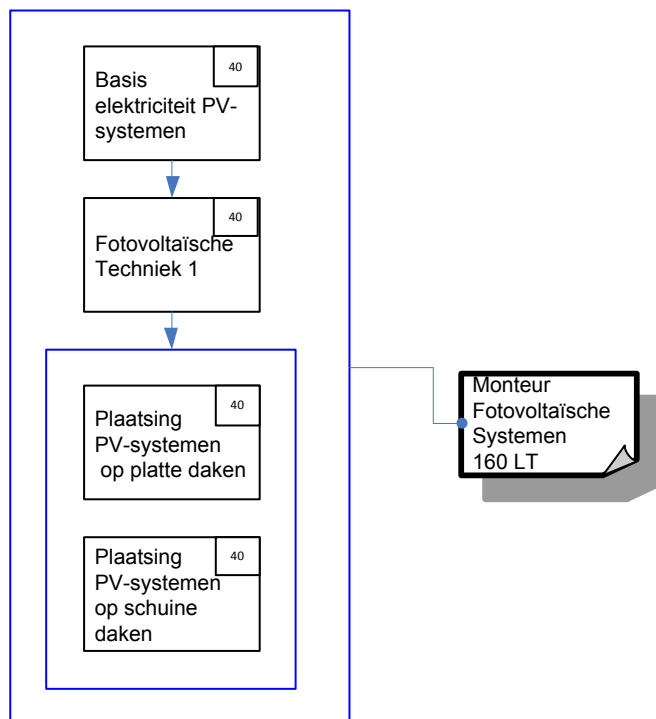 40
Basis
elektriciteit PV-
systemen
40
Fotovoltaïsche
Techniek 1
40
Plaatsing
PV-systemen
op platte daken
40
Plaatsing
PV-systemen
op schuine
daken
Monteur
Fotovoltaïsche
Systemen
160 LT